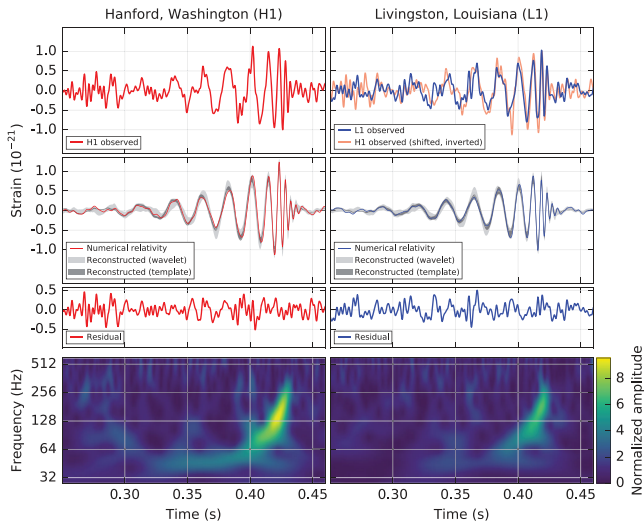 Hanford, Washington (H1)
Livingston, Louisiana (L1)
Strain (10⁻²¹)
1.0
0.5
0.0
-0.5
-1.0
H1 observed
L1 observed
H1 observed (shifted, inverted)
1.0
0.5
0.0
-0.5
-1.0
Numerical relativity
Reconstructed (wavelet)
Reconstructed (template)
Numerical relativity
Reconstructed (wavelet)
Reconstructed (template)
0.5
0.0
-0.5
Residual
Residual
Frequency (Hz)
512
256
128
64
32
0.30
0.35
0.40
0.45
Time (s)
0.30
0.35
0.40
0.45
Time (s)
8
6
4
2
0
Normalized amplitude